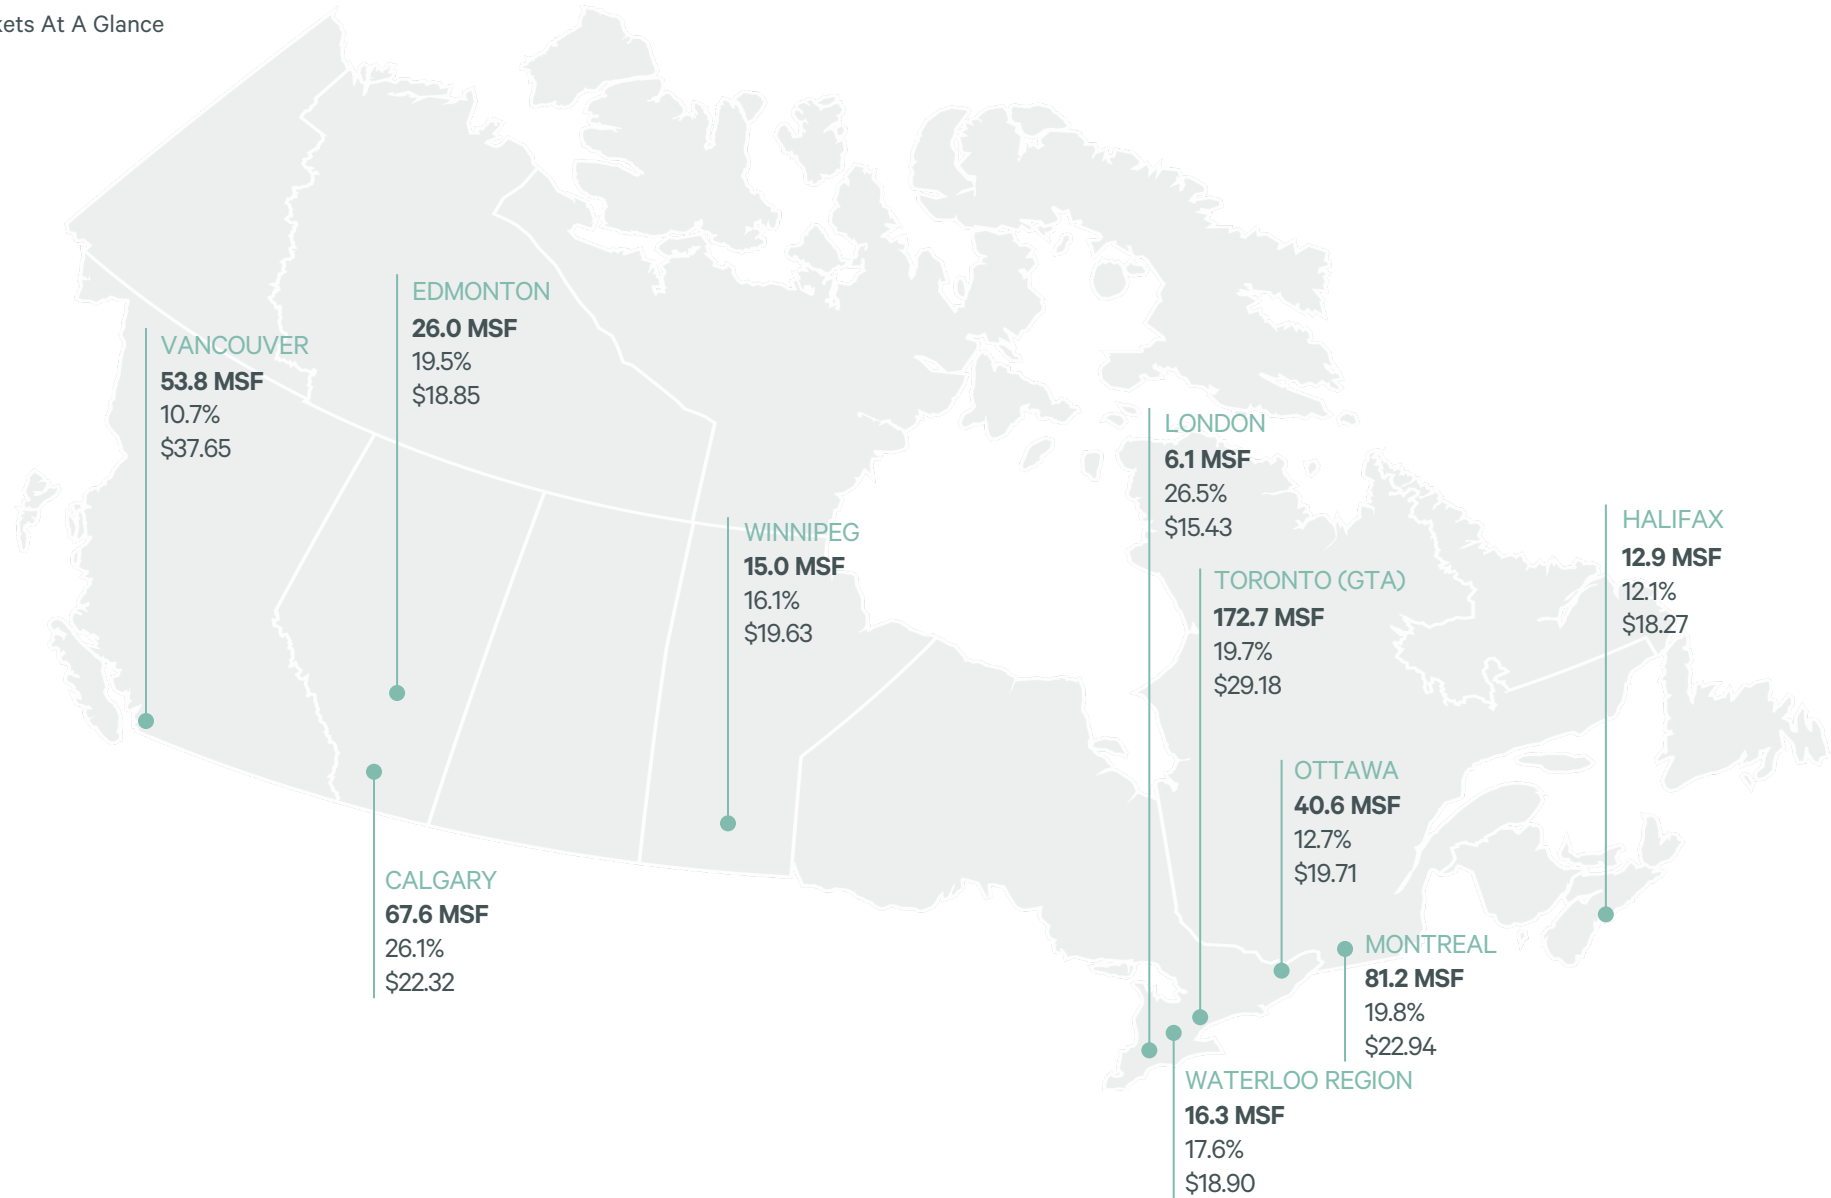 At A Glance
VANCOUVER
53.8 MSF
10.7%
$37.65
EDMONTON
26.0 MSF
19.5%
$18.85
CALGARY
67.6 MSF
26.1%
$22.32
WINNIPEG
15.0 MSF
16.1%
$19.63
LONDON
6.1 MSF
26.5%
$15.43
TORONTO (GTA)
172.7 MSF
19.7%
$29.18
OTTAWA
40.6 MSF
12.7%
$19.71
MONTREAL
81.2 MSF
19.8%
$22.94
WATERLOO REGION
16.3 MSF
17.6%
$18.90
HALIFAX
12.9 MSF
12.1%
$18.27